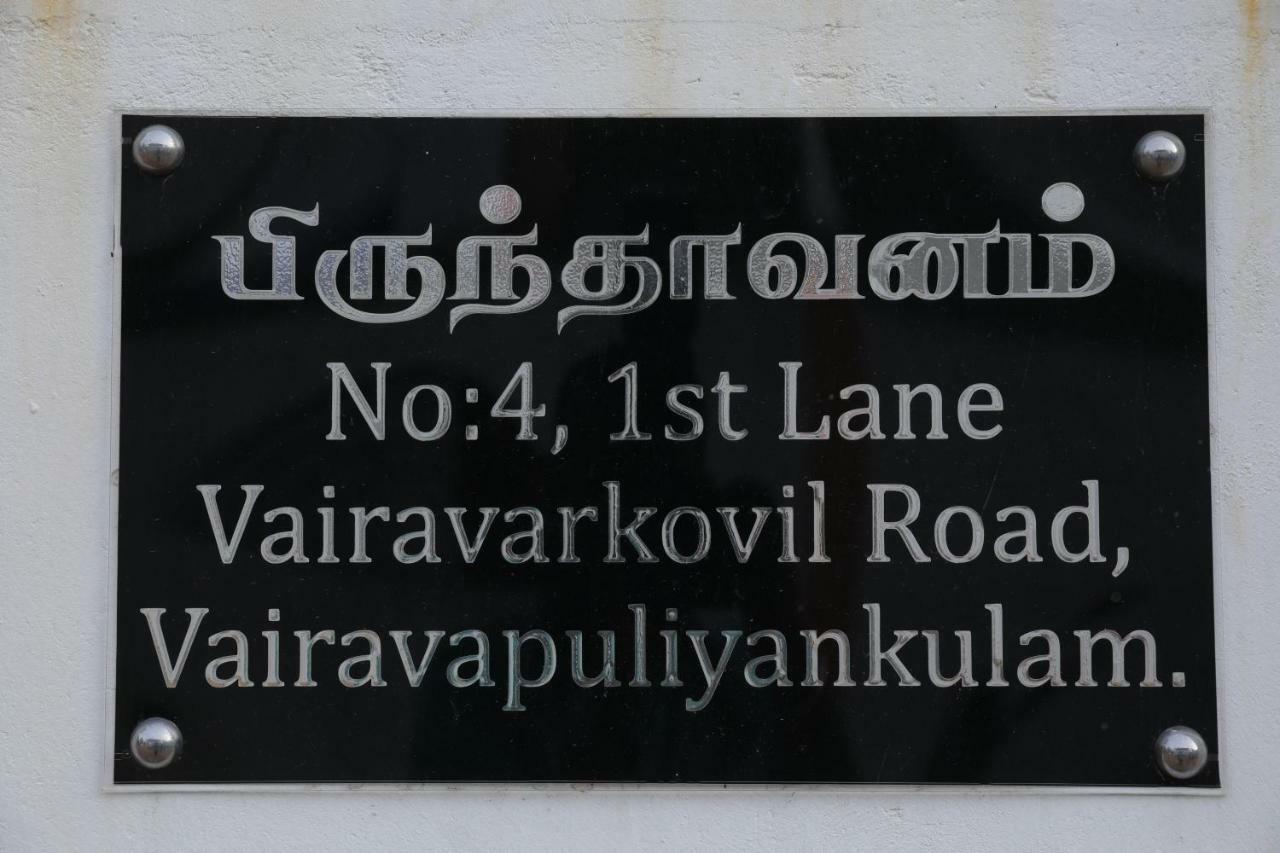 பிருந்தாவனம்
No:4, 1st Lane
Vairavarkovil Road,
Vairavapuliyankulam.